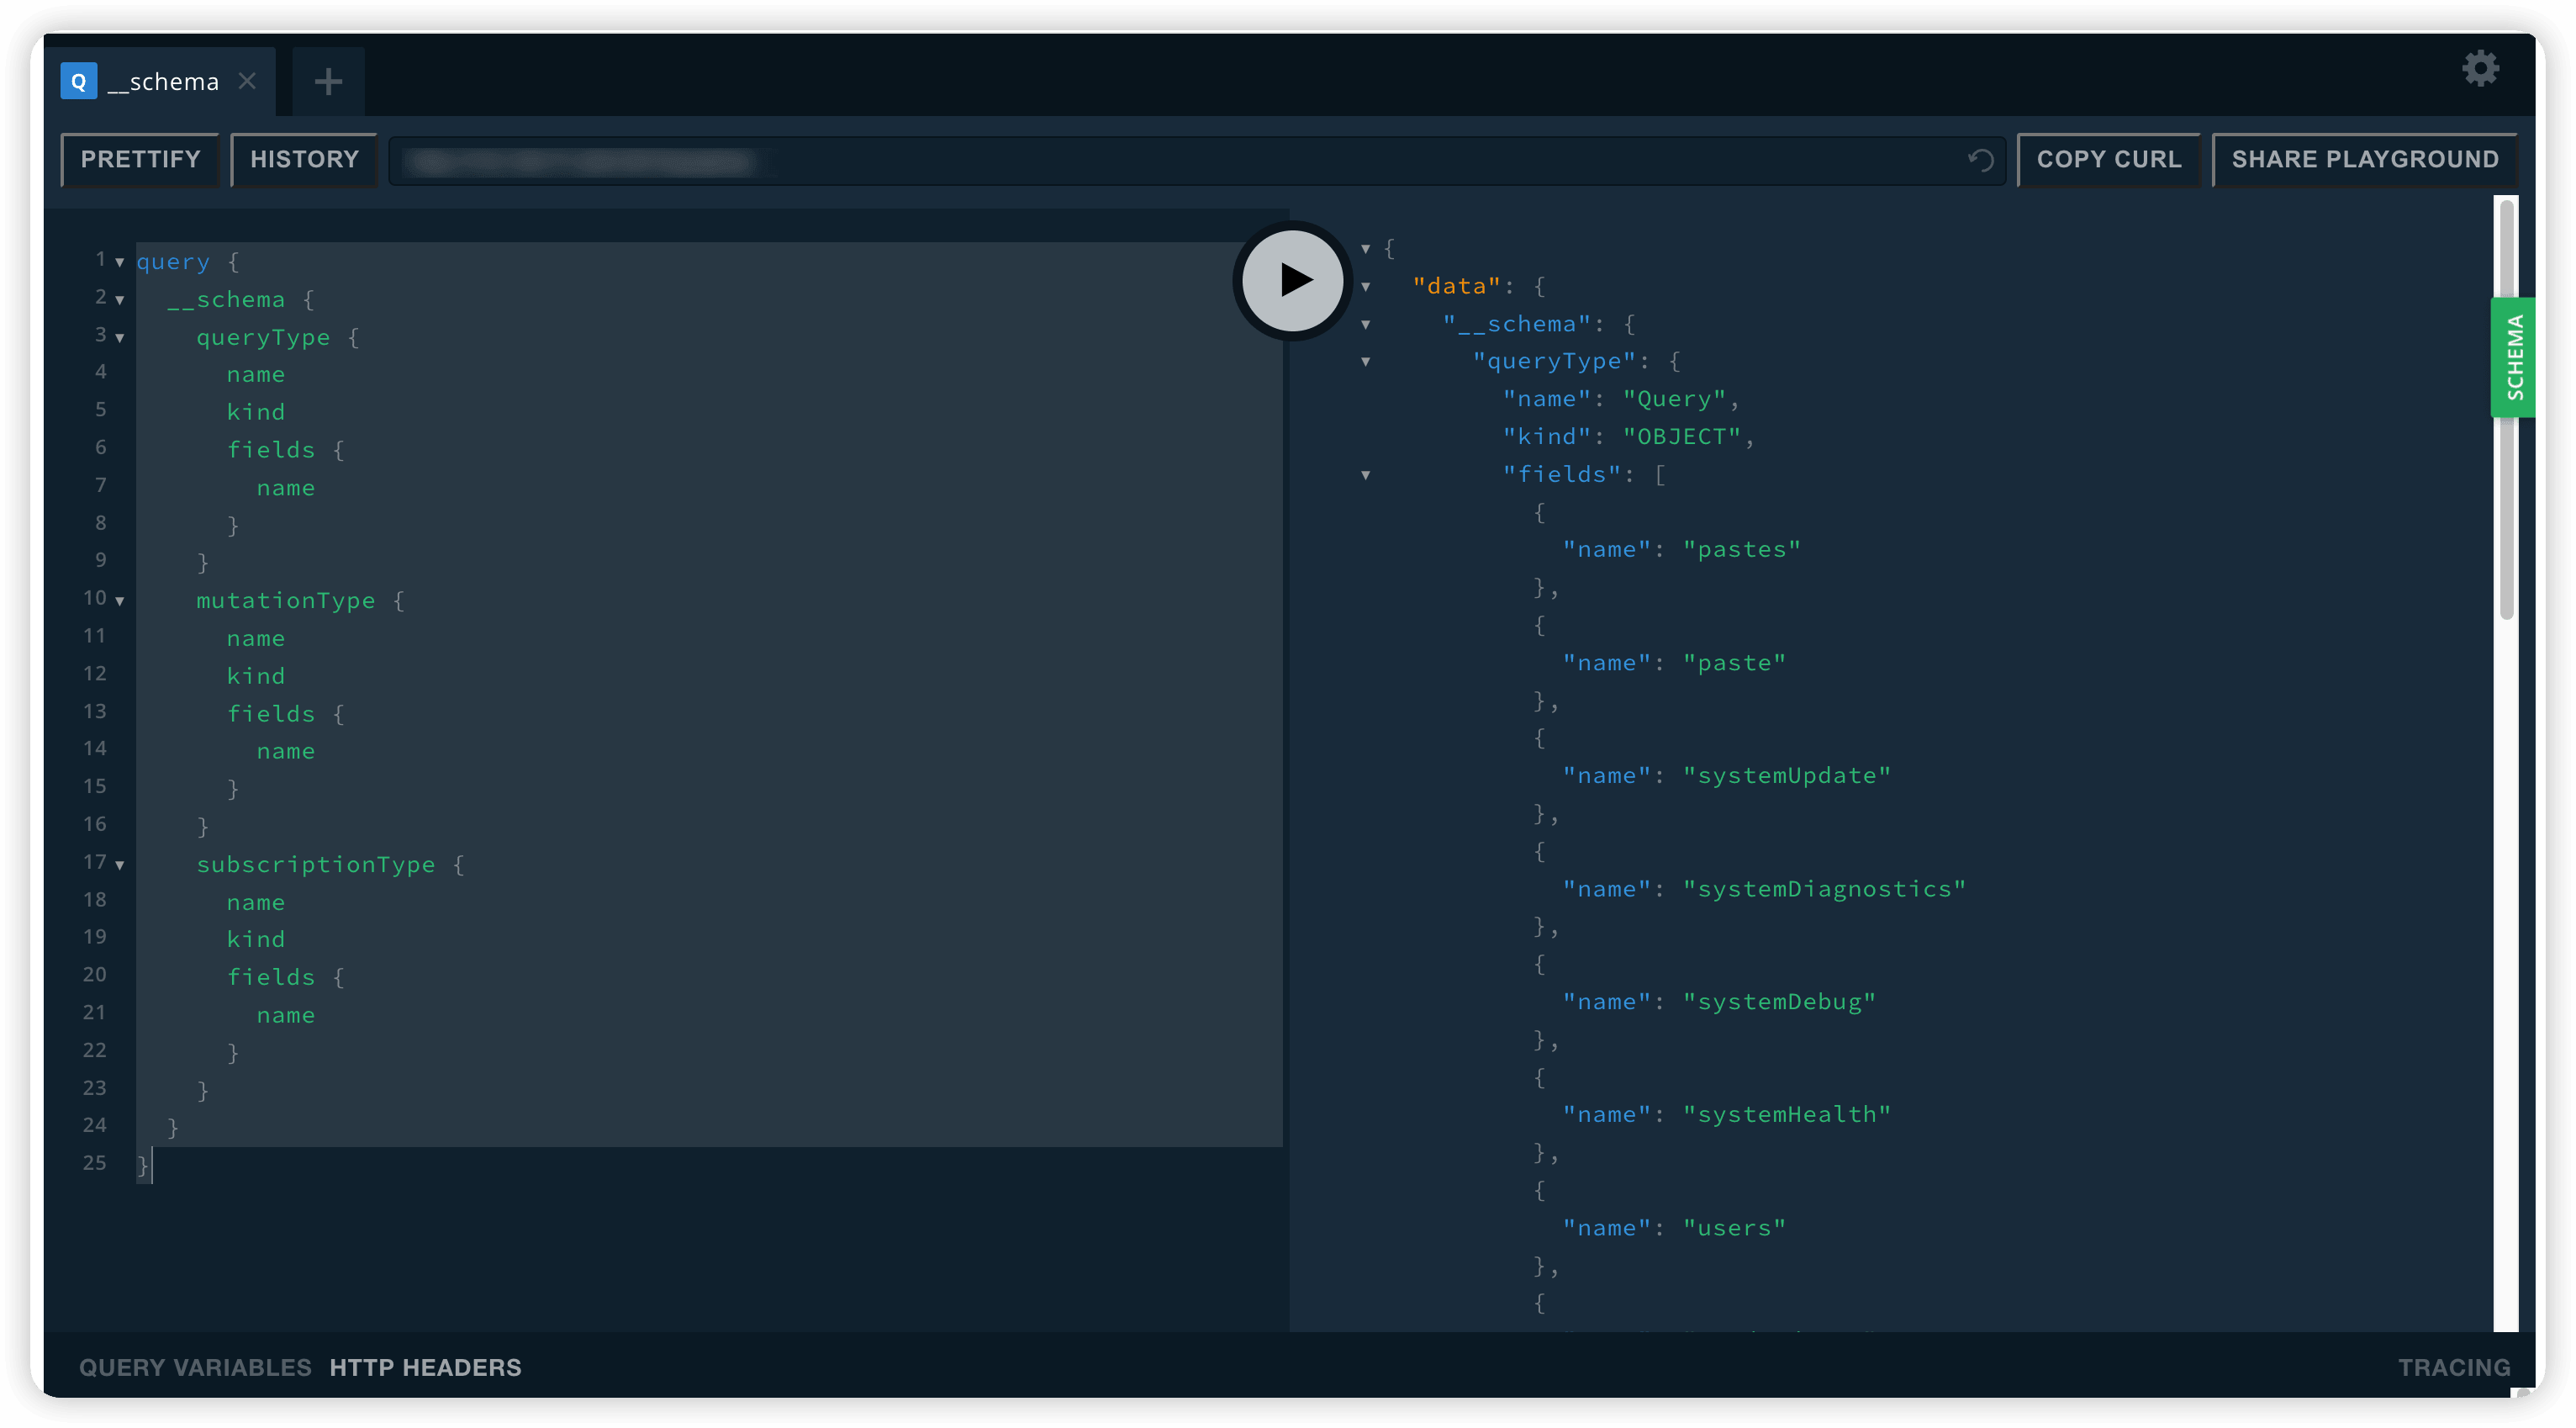 Q __schema
PRETTIFY HISTORY COPY CURL SHARE PLAYGROUND
1 query {
2 __schema {
3 queryType {
4 name
5 kind
6 fields {
7 name
8 }
9 }
10 mutationType {
11 name
12 kind
13 fields {
14 name
15 }
16 }
17 subscriptionType {
18 name
19 kind
20 fields {
21 name
22 }
23 }
24 }
25 }
{
"data": {
"__schema": {
"queryType": {
"name": "Query",
"kind": "OBJECT",
"fields": [
{
"name": "pastes"
},
{
"name": "paste"
},
{
"name": "systemUpdate"
},
{
"name": "systemDiagnostics"
},
{
"name": "systemDebug"
},
{
"name": "systemHealth"
},
{
"name": "users"
},
{
SCHEMA
QUERY VARIABLES HTTP HEADERS TRACING